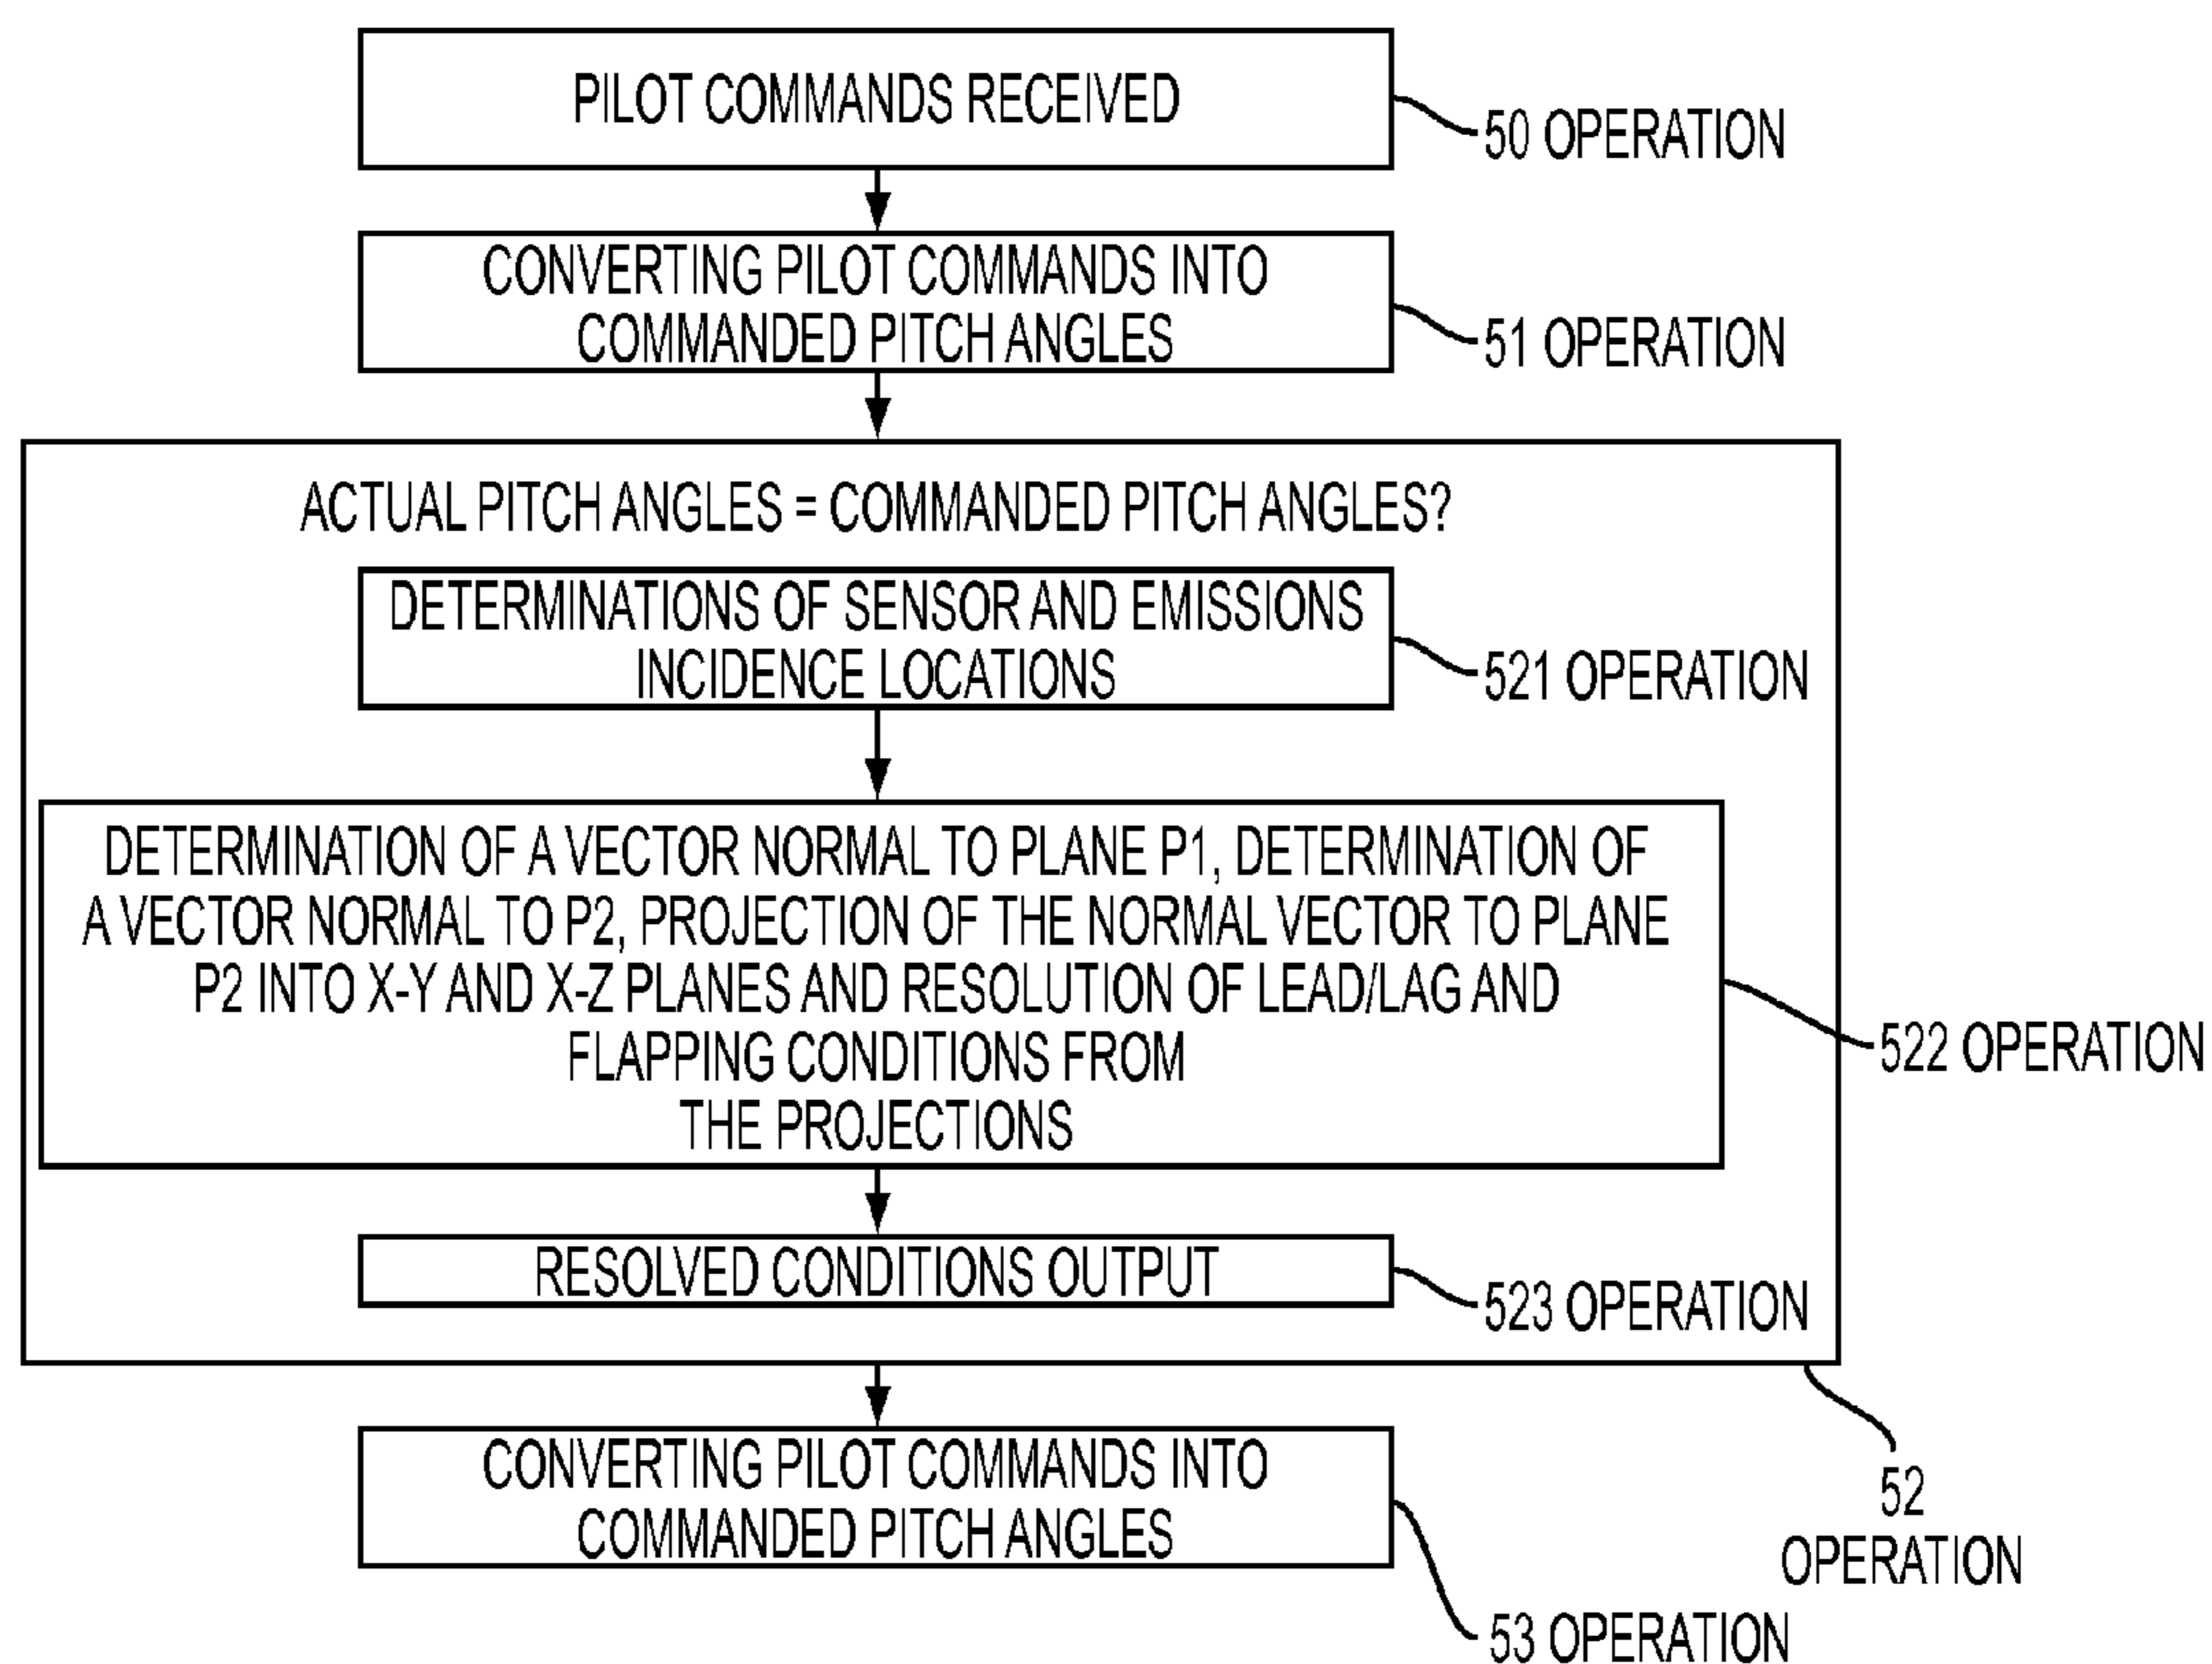 PILOT COMMANDS RECEIVED
50 OPERATION
CONVERTING PILOT COMMANDS INTO
COMMANDED PITCH ANGLES
51 OPERATION
ACTUAL PITCH ANGLES = COMMANDED PITCH ANGLES?
DETERMINATIONS OF SENSOR AND EMISSIONS
INCIDENCE LOCATIONS
521 OPERATION
DETERMINATION OF A VECTOR NORMAL TO PLANE P1, DETERMINATION OF
A VECTOR NORMAL TO P2, PROJECTION OF THE NORMAL VECTOR TO PLANE
P2 INTO X-Y AND X-Z PLANES AND RESOLUTION OF LEAD/LAG AND
FLAPPING CONDITIONS FROM
THE PROJECTIONS
522 OPERATION
RESOLVED CONDITIONS OUTPUT
523 OPERATION
52
OPERATION
CONVERTING PILOT COMMANDS INTO
COMMANDED PITCH ANGLES
53 OPERATION